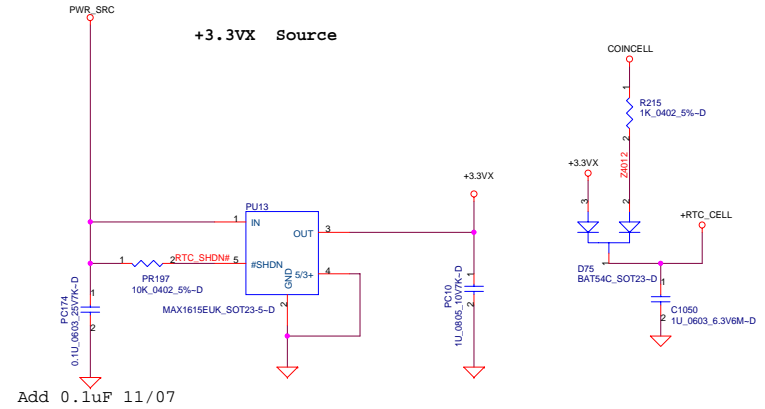 PWR_SRC
+3.3VX Source
COINCELL
1
R215
1K_0402_5%~D
2
Z4012
+3.3VX
+3.3VX
3
2
+RTC_CELL
PU13
1
IN
OUT
3
1
2
RTC_SHDN#
5
#SHDN
GND
5/3+
4
PR197
10K_0402_5%~D
2
MAX1615EUK_SOT23-5~D
1
2
PC174
0.1U_0603_25V7K~D
1
2
PC10
1U_0805_10V7K~D
1
D75
BAT54C_SOT23~D
1
2
C1050
1U_0603_6.3V6M~D
Add 0.1uF 11/07